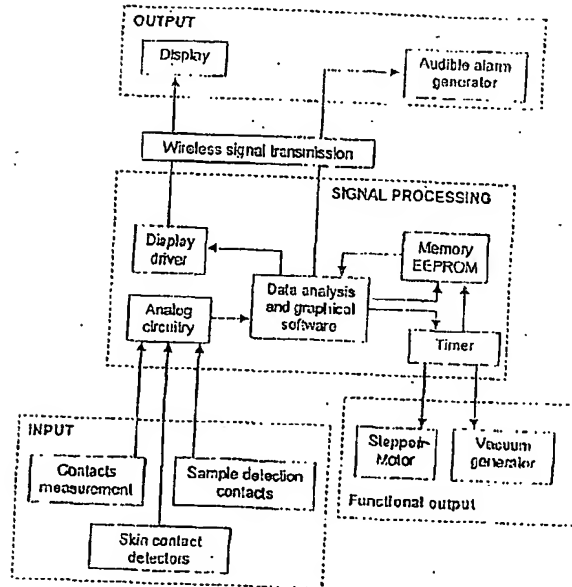 OUTPUT
Display
Audible alarm
generator
Wireless signal transmission
SIGNAL PROCESSING
Display
driver
Memory
EEPROM
Data analysis
and graphical
software
Analog
circuitry
Timer
INPUT
Stepper
Motor
Vacuum
generator
Contacts
measurement
Sample detection
contacts
Functional output
Skin contact
detectors